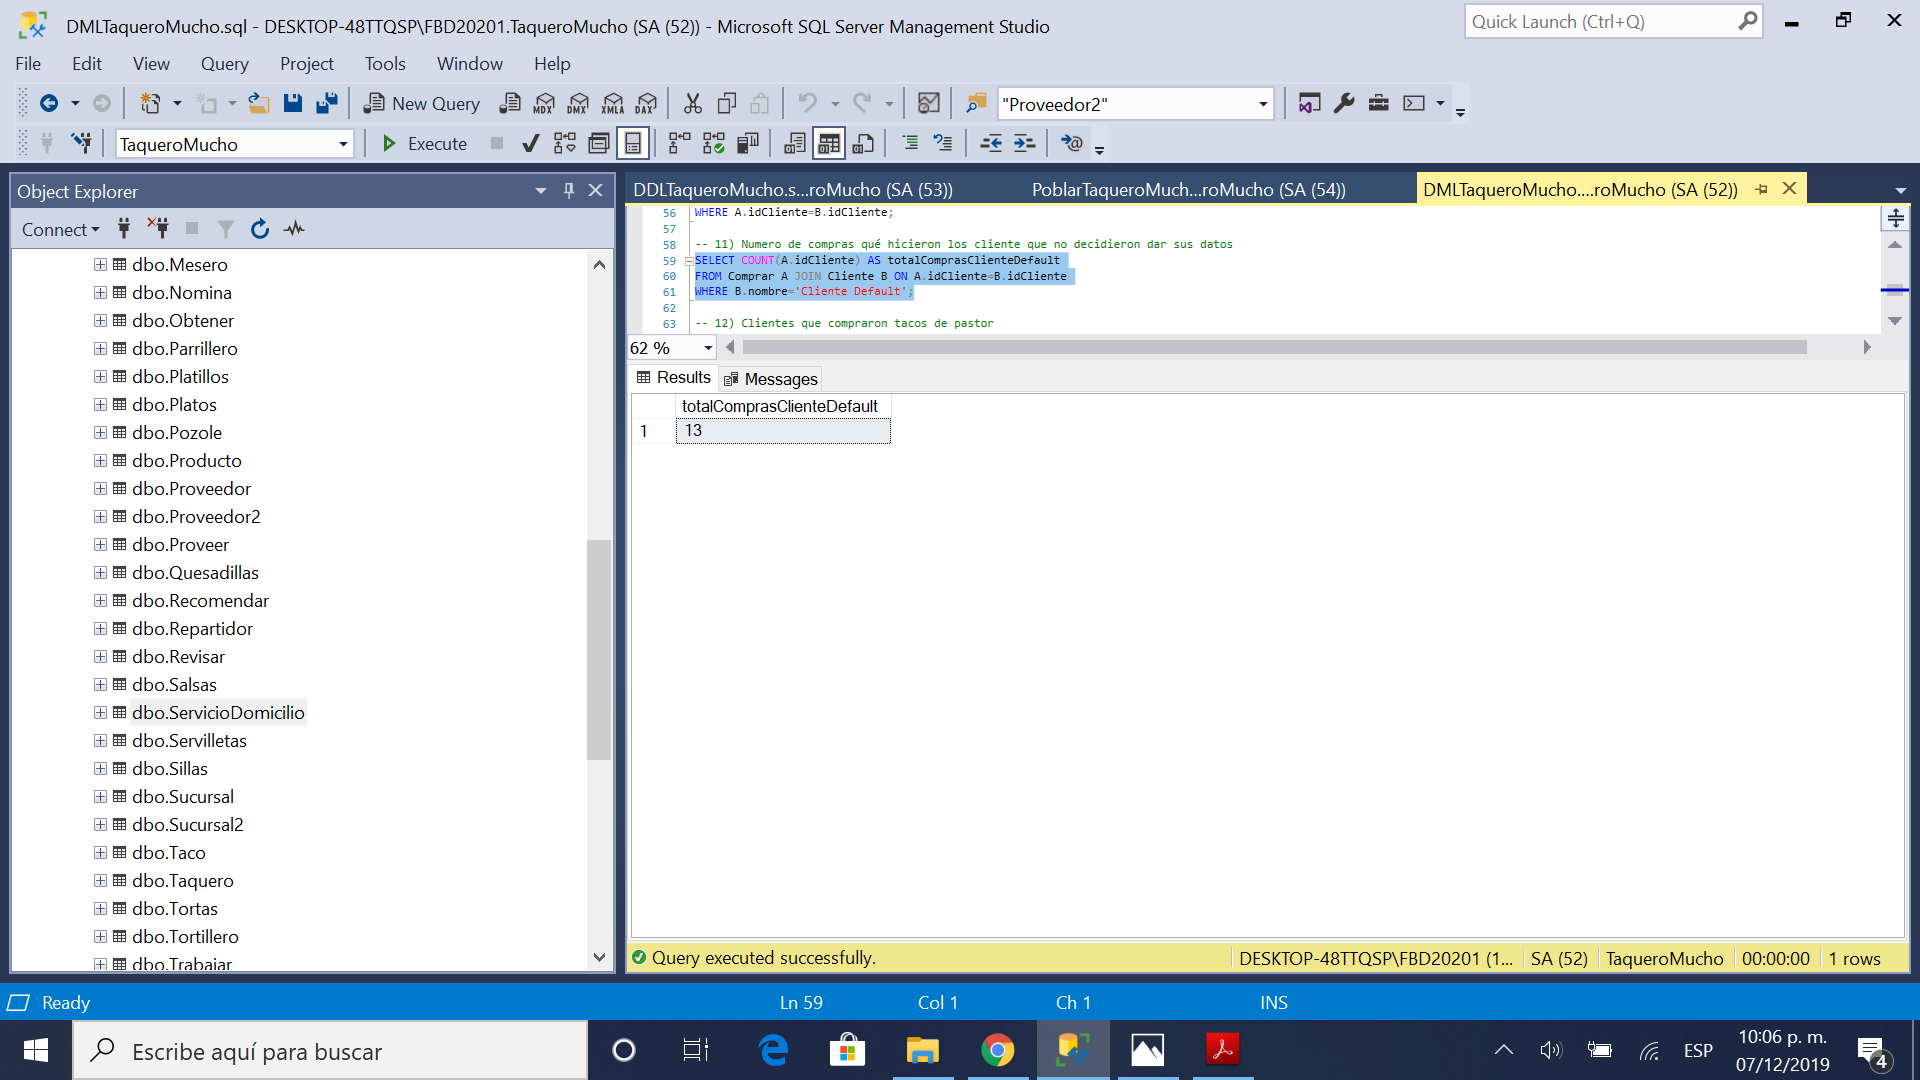 DMLTaqueroMucho.sql - DESKTOP-48TTQSP\FBD20201.TaqueroMucho (SA (52)) - Microsoft SQL Server Management Studio
Quick Launch (Ctrl+Q)
File Edit View Query Project Tools Window Help
New Query MDX DMX XMLA DAX "Proveedor2"
TaqueroMucho Execute
Object Explorer
Connect
dbo.Mesero
dbo.Nomina
dbo.Obtener
dbo.Parrillero
dbo.Platillos
dbo.Platos
dbo.Pozole
dbo.Producto
dbo.Proveedor
dbo.Proveedor2
dbo.Proveer
dbo.Quesadillas
dbo.Recomendar
dbo.Repartidor
dbo.Revisar
dbo.Salsas
dbo.ServicioDomicilio
dbo.Servilletas
dbo.Sillas
dbo.Sucursal
dbo.Sucursal2
dbo.Taco
dbo.Taquero
dbo.Tortas
dbo.Tortillero
dbo.Trabajar
DDLTaqueroMucho.s...roMucho (SA (53)) PoblarTaqueroMuch...roMucho (SA (54)) DMLTaqueroMucho....roMucho (SA (52))
56 WHERE A.idCliente=B.idCliente;
57
58 -- 11) Numero de compras qué hicieron los cliente que no decidieron dar sus datos
59 SELECT COUNT(A.idCliente) AS totalComprasClienteDefault
60 FROM Comprar A JOIN Cliente B ON A.idCliente=B.idCliente
61 WHERE B.nombre='Cliente Default';
62
63 -- 12) Clientes que compraron tacos de pastor
62 %
Results Messages
totalComprasClienteDefault
1 13
Query executed successfully. DESKTOP-48TTQSP\FBD20201 (1... SA (52) TaqueroMucho 00:00:00 1 rows
Ready Ln 59 Col 1 Ch 1 INS
Escribe aquí para buscar
ESP
10:06 p. m.
07/12/2019
4